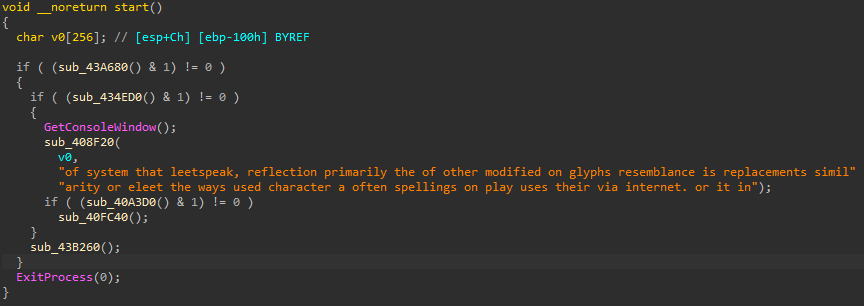 void __noreturn start()
{
  char v0[256]; // [esp+Ch] [ebp-100h] BYREF

  if ( (sub_43A680() & 1) != 0 )
  {
    if ( (sub_434ED0() & 1) != 0 )
    {
      GetConsoleWindow();
      sub_408F20(
        v0,
        "of system that leetspeak, reflection primarily the of other modified on glyphs resemblance is replacements simil"
        "arity or eleet the ways used character a often spellings on play uses their via internet. or it in");
      if ( (sub_40A3D0() & 1) != 0 )
        sub_40FC40();
    }
    sub_43B260();
  }
  ExitProcess(0);
}